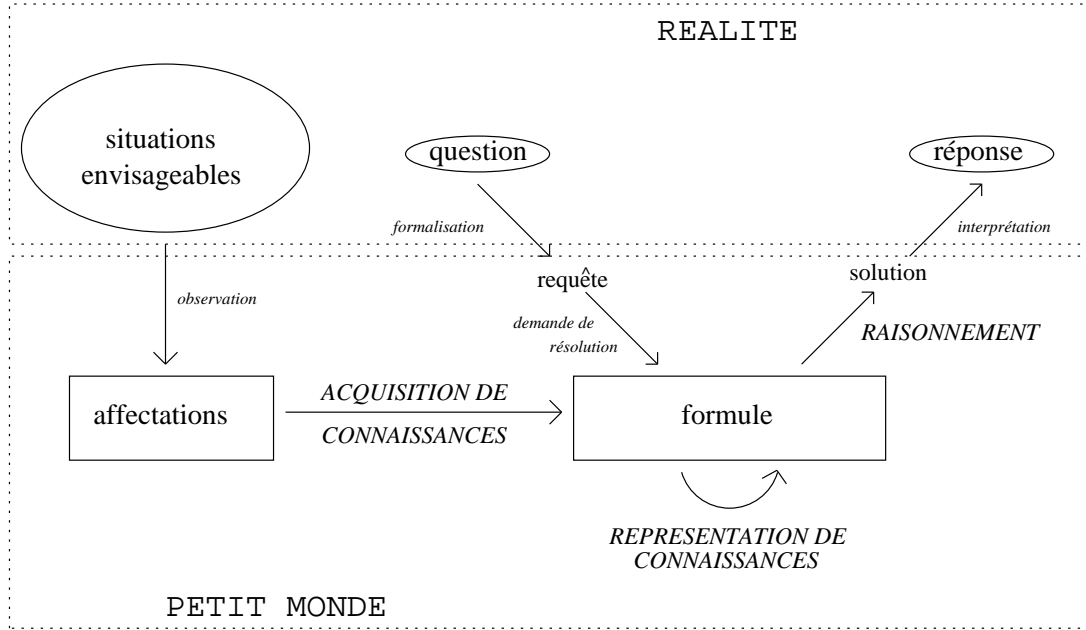 REALITE
situations
envisageables
question
réponse
formalisation
interprétation
requête
solution
observation
demande de
résolution
RAISONNEMENT
affectations
ACQUISITION DE
CONNAISSANCES
formule
REPRESENTATION DE
CONNAISSANCES
PETIT MONDE